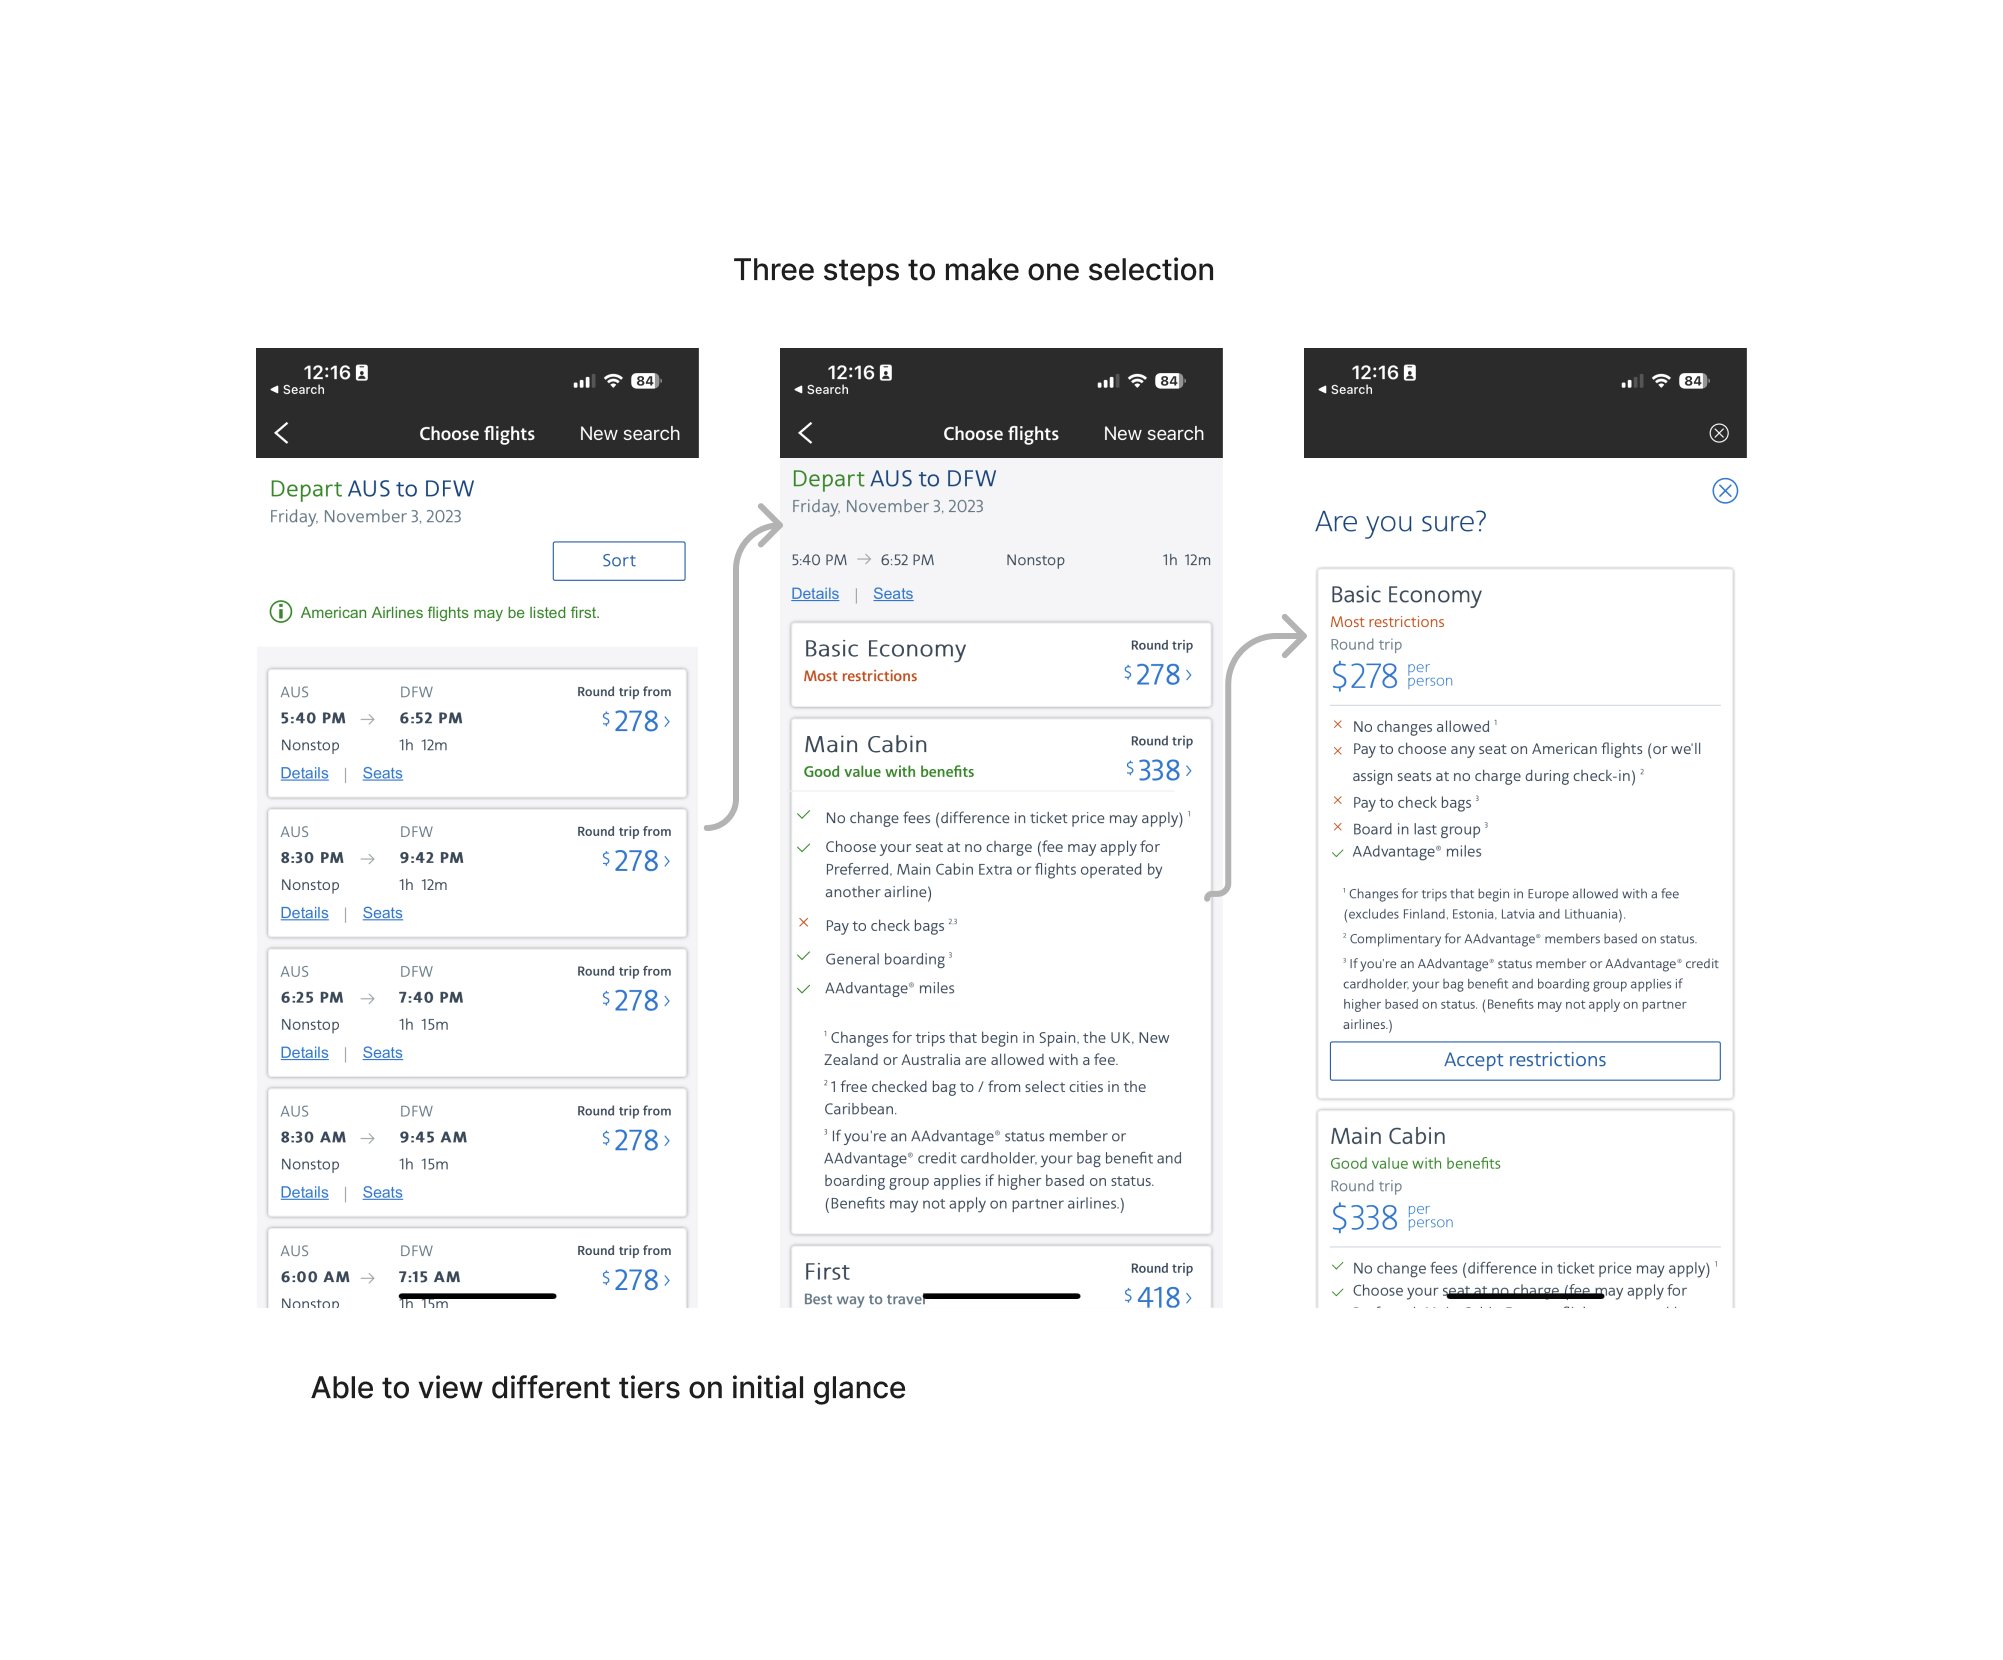 Three steps to make one selection
12:16
84
◀ Search
Choose flights
New search
Depart AUS to DFW
Friday, November 3, 2023
Sort
American Airlines flights may be listed first.
AUS DFW Round trip from
5:40 PM → 6:52 PM $278 >
Nonstop 1h 12m
Details | Seats
AUS DFW Round trip from
8:30 PM → 9:42 PM $278 >
Nonstop 1h 12m
Details | Seats
AUS DFW Round trip from
6:25 PM → 7:40 PM $278 >
Nonstop 1h 15m
Details | Seats
AUS DFW Round trip from
8:30 AM → 9:45 AM $278 >
Nonstop 1h 15m
Details | Seats
AUS DFW Round trip from
6:00 AM → 7:15 AM $278 >
Nonstop 1h 15m
12:16
84
◀ Search
Choose flights
New search
Depart AUS to DFW
Friday, November 3, 2023
5:40 PM → 6:52 PM Nonstop 1h 12m
Details | Seats
Basic Economy Round trip
Most restrictions $278 >
Main Cabin Round trip
Good value with benefits $338 >
No change fees (difference in ticket price may apply) 1
Choose your seat at no charge (fee may apply for
Preferred, Main Cabin Extra or flights operated by
another airline)
Pay to check bags 2,3
General boarding 3
AAdvantage® miles
1 Changes for trips that begin in Spain, the UK, New
Zealand or Australia are allowed with a fee.
2 1 free checked bag to / from select cities in the
Caribbean.
3 If you're an AAdvantage® status member or
AAdvantage® credit cardholder, your bag benefit and
boarding group applies if higher based on status.
(Benefits may not apply on partner airlines.)
First Round trip
Best way to travel $418 >
12:16
84
◀ Search
Are you sure?
Basic Economy
Most restrictions
Round trip
$278 per person
No changes allowed 1
Pay to choose any seat on American flights (or we'll
assign seats at no charge during check-in) 2
Pay to check bags 3
Board in last group 3
AAdvantage® miles
1 Changes for trips that begin in Europe allowed with a fee
(excludes Finland, Estonia, Latvia and Lithuania).
2 Complimentary for AAdvantage® members based on status.
3 If you're an AAdvantage® status member or AAdvantage® credit
cardholder, your bag benefit and boarding group applies if
higher based on status. (Benefits may not apply on partner
airlines.)
Accept restrictions
Main Cabin
Good value with benefits
Round trip
$338 per person
No change fees (difference in ticket price may apply) 1
Choose your seat at no charge (fee may apply for
Able to view different tiers on initial glance